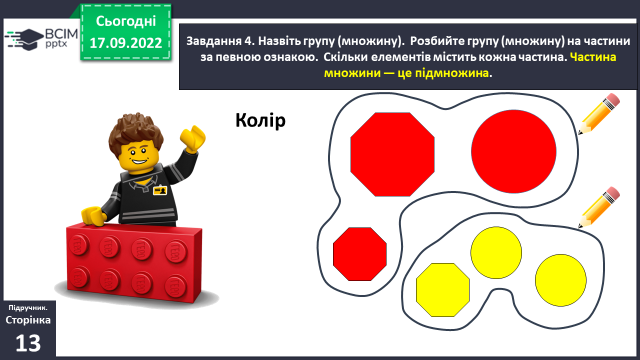 ВСІМ
pptx
Сьогодні
17.09.2022
Завдання 4. Назвіть групу (множину). Розбийте групу (множину) на частини
за певною ознакою. Скільки елементів містить кожна частина. Частина
множини — це підмножина.
Колір
Підручник.
Сторінка
13